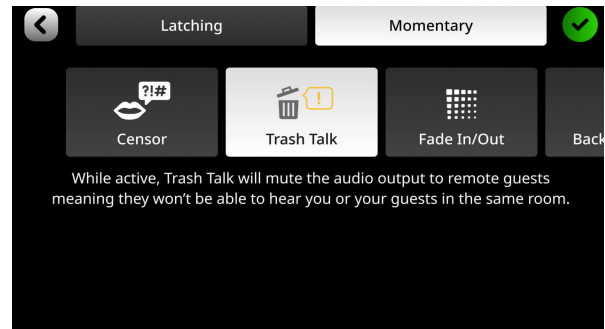 Latching
Momentary
?!#
!
Censor
Trash Talk
Fade In/Out
Back
While active, Trash Talk will mute the audio output to remote guests
meaning they won't be able to hear you or your guests in the same room.